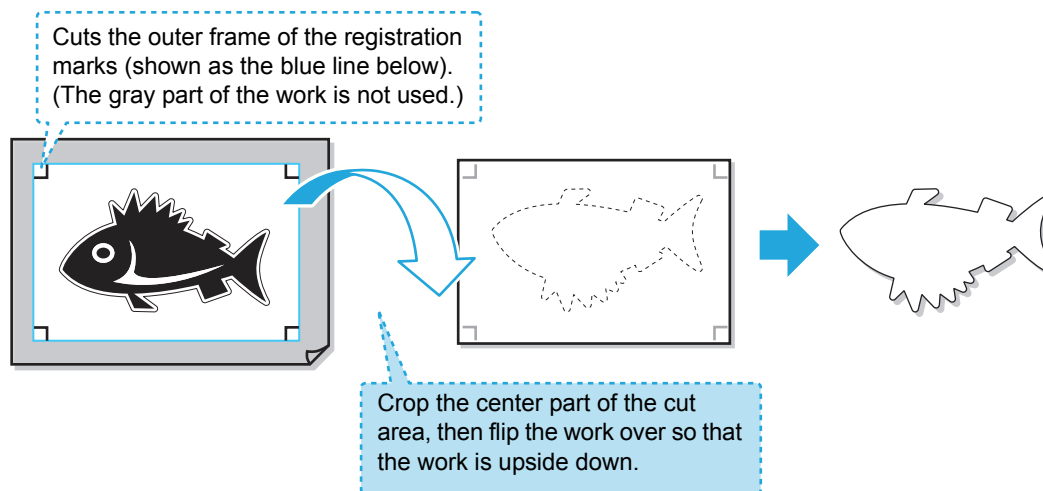 Cuts the outer frame of the registration
marks (shown as the blue line below).
(The gray part of the work is not used.)
Crop the center part of the cut
area, then flip the work over so that
the work is upside down.